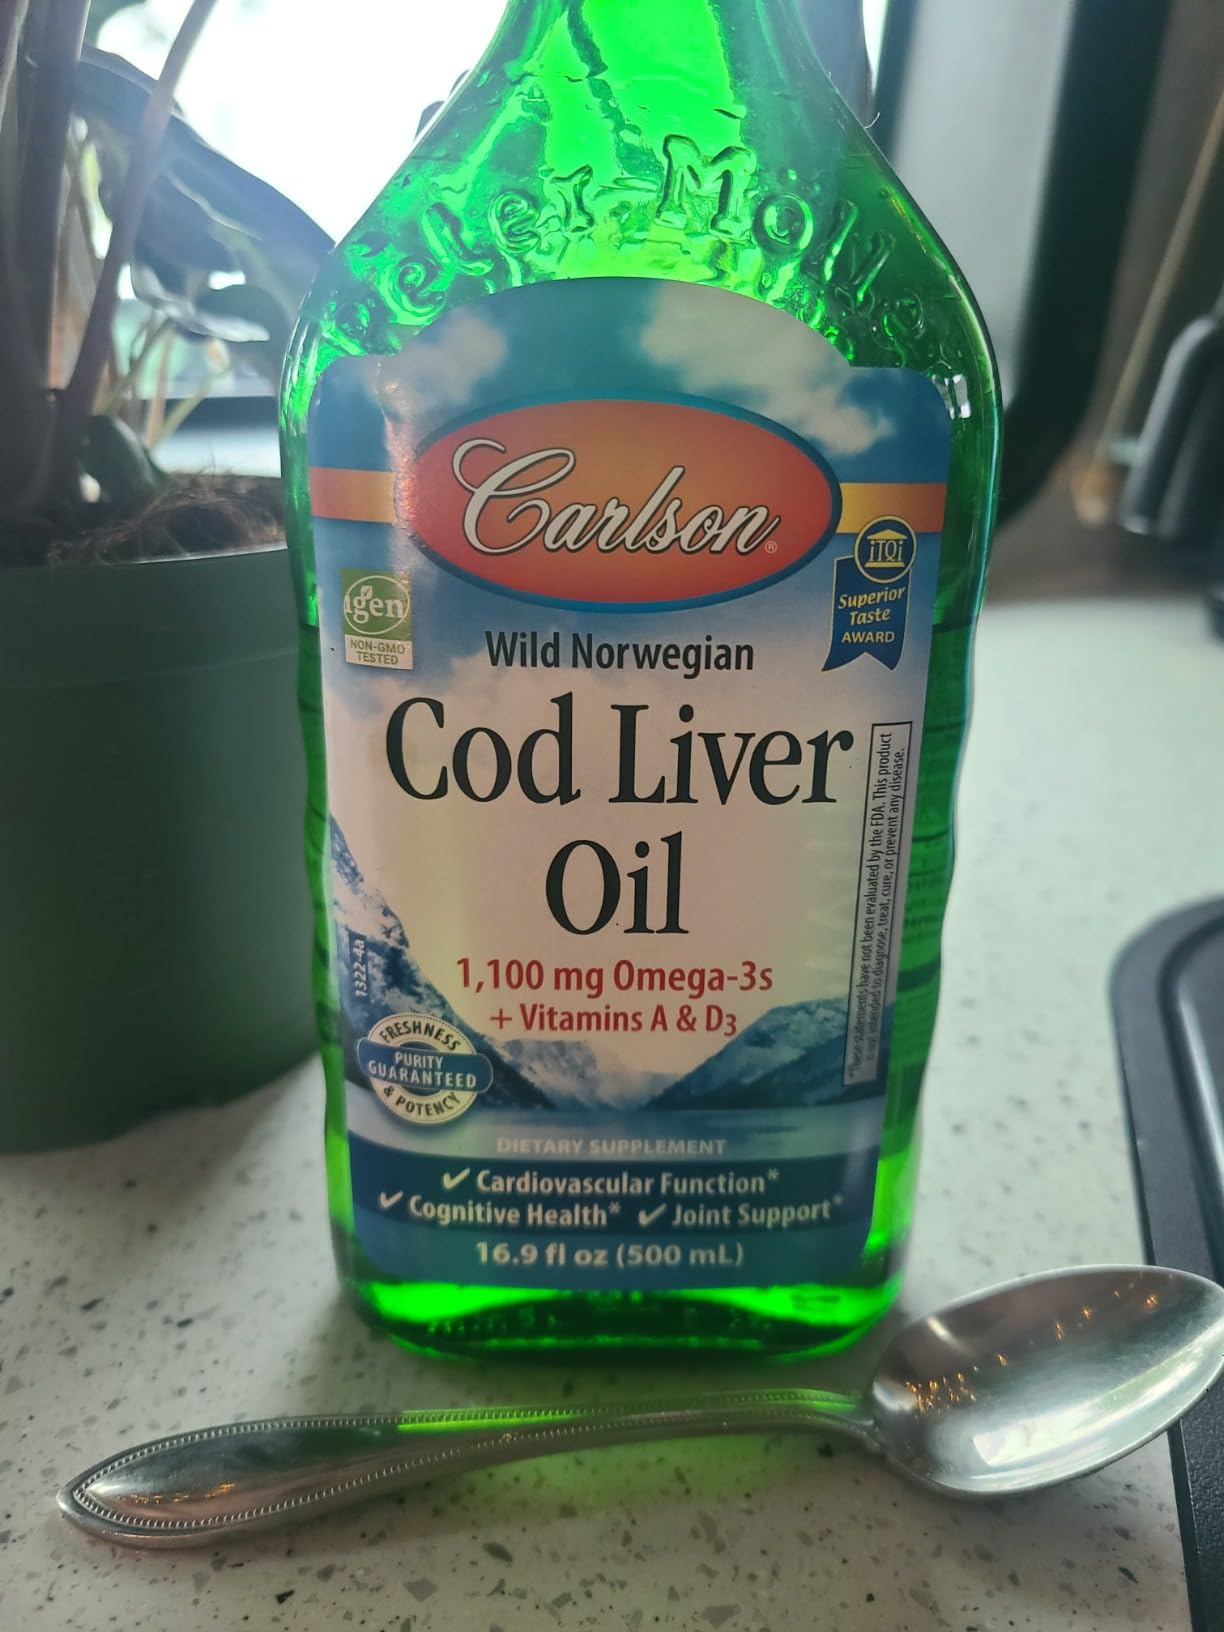 Peter Möller
Carlson®
iTQi
Superior
Taste
AWARD
igen
NON-GMO
TESTED
Wild Norwegian
Cod Liver
Oil
1,100 mg Omega-3s
+ Vitamins A & D3
*These statements have not been evaluated by the FDA. This product
is not intended to diagnose, treat, cure, or prevent any disease.
1322-4a
FRESHNESS
PURITY
GUARANTEED
& POTENCY
DIETARY SUPPLEMENT
✓ Cardiovascular Function*
✓ Cognitive Health* ✓ Joint Support*
16.9 fl oz (500 mL)